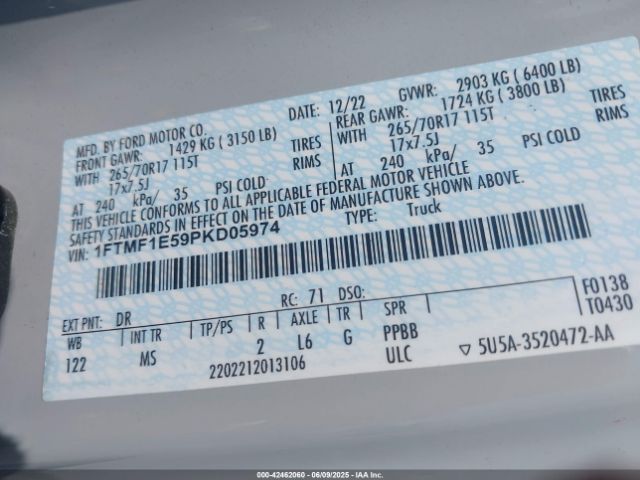 MFD. BY FORD MOTOR CO.
DATE: 12/22 GVWR: 2903 KG ( 6400 LB)
FRONT GAWR: 1429 KG ( 3150 LB) REAR GAWR: 1724 KG ( 3800 LB)
WITH 265/70R17 115T TIRES WITH 265/70R17 115T TIRES
17x7.5J RIMS 17x7.5J RIMS
AT 240 kPa/ 35 PSI COLD AT 240 kPa/ 35 PSI COLD
THIS VEHICLE CONFORMS TO ALL APPLICABLE FEDERAL MOTOR VEHICLE
SAFETY STANDARDS IN EFFECT ON THE DATE OF MANUFACTURE SHOWN ABOVE.
VIN: 1FTMF1E59PKD05974 TYPE: Truck
EXT PNT: DR RC: 71 DSO: F0138
WB INT TR TP/PS R AXLE TR SPR T0430
122 MS 2 L6 G PPBB
ULC
2202212013106 ▽ 5U5A-3520472-AA
000-42462060 - 06/09/2025 - IAA Inc.